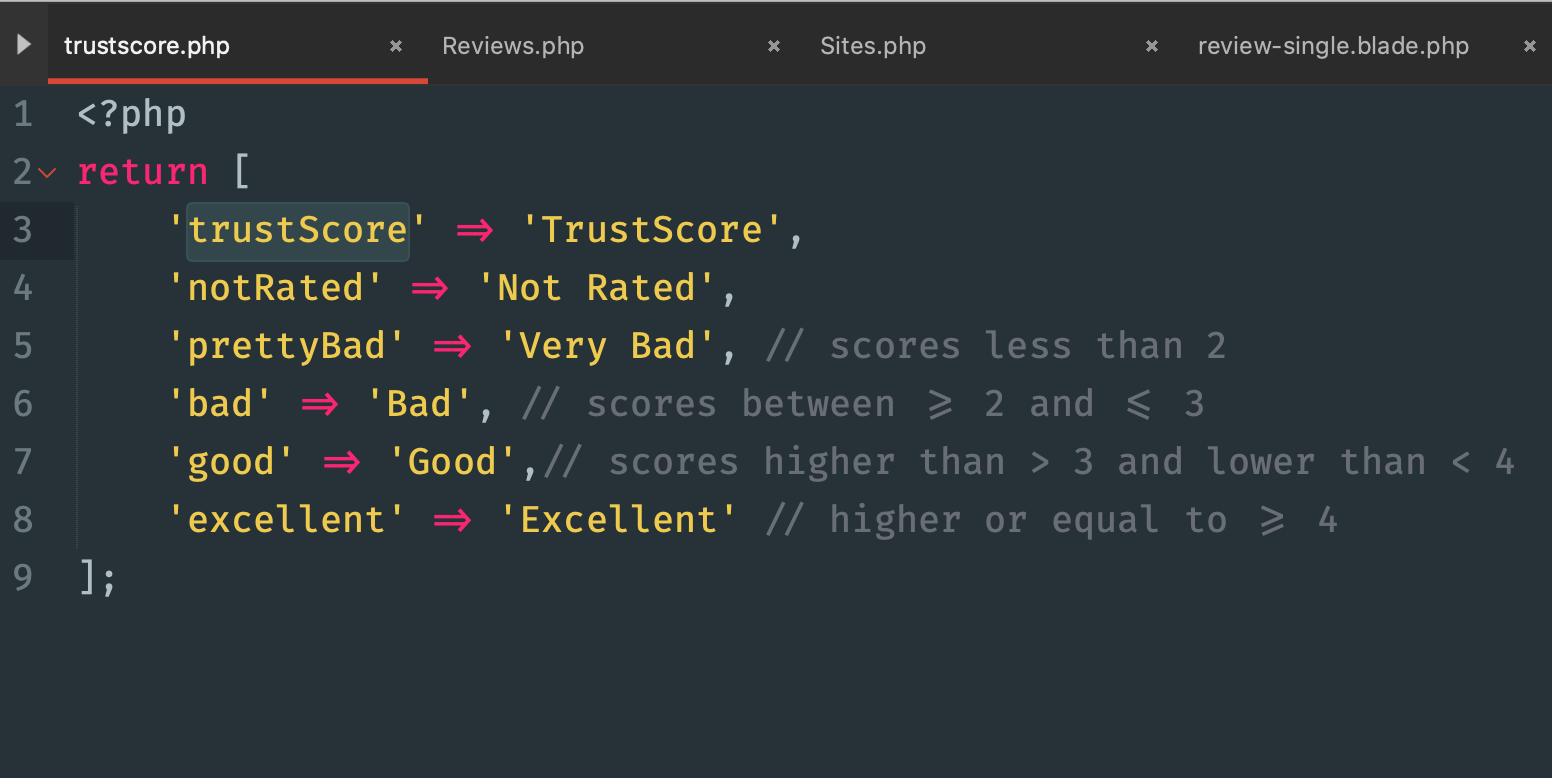 trustscore.php Reviews.php Sites.php review-single.blade.php
1 <?php
2 return [
3 'trustScore' => 'TrustScore',
4 'notRated' => 'Not Rated',
5 'prettyBad' => 'Very Bad', // scores less than 2
6 'bad' => 'Bad', // scores between >= 2 and <= 3
7 'good' => 'Good',// scores higher than > 3 and lower than < 4
8 'excellent' => 'Excellent' // higher or equal to >= 4
9 ];